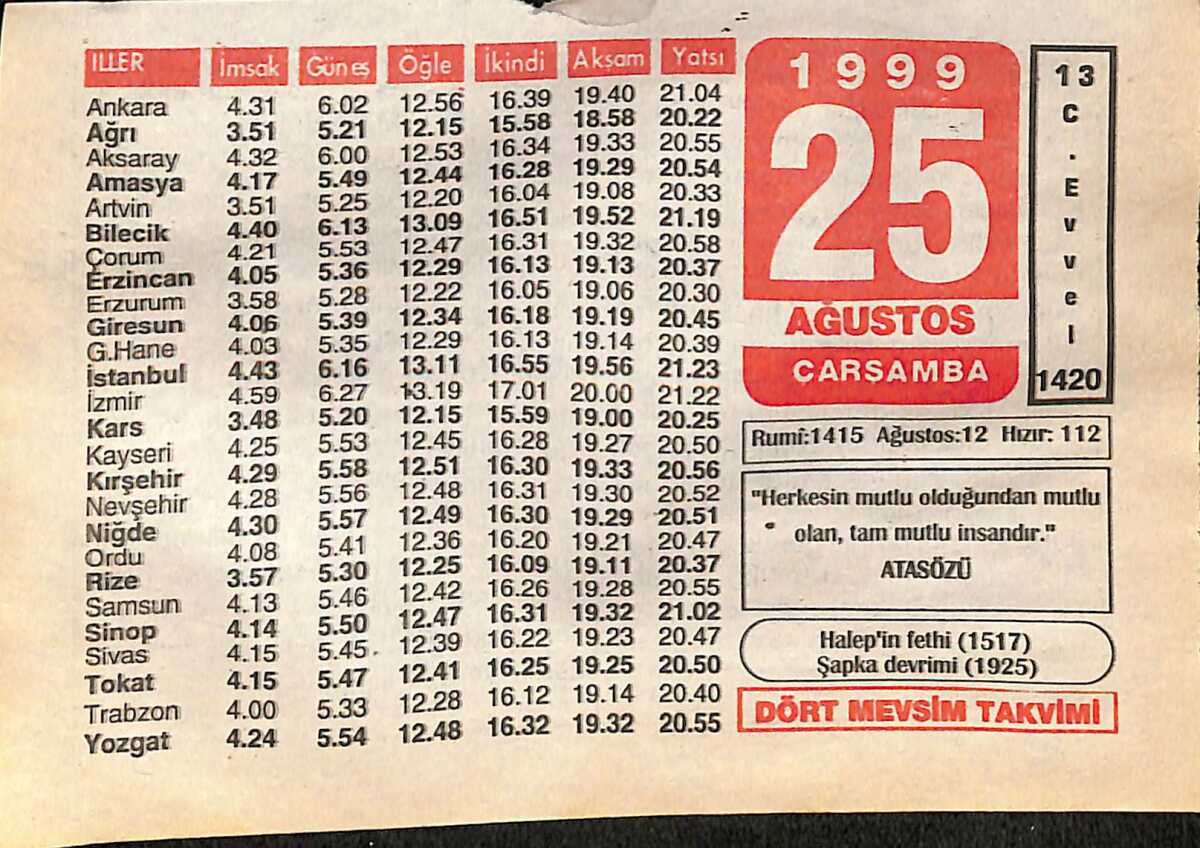 İLLER İmsak Güneş Öğle İkindi Akşam Yatsı
Ankara 4.31 6.02 12.56 16.39 19.40 21.04
Ağrı 3.51 5.21 12.15 15.58 18.58 20.22
Aksaray 4.32 6.00 12.53 16.34 19.33 20.55
Amasya 4.17 5.49 12.44 16.28 19.29 20.54
Artvin 3.51 5.25 12.20 16.04 19.08 20.33
Bilecik 4.40 6.13 13.09 16.51 19.52 21.19
Çorum 4.21 5.53 12.47 16.31 19.32 20.58
Erzincan 4.05 5.36 12.29 16.13 19.13 20.37
Erzurum 3.58 5.28 12.22 16.05 19.06 20.30
Giresun 4.06 5.39 12.34 16.18 19.19 20.45
G.Hane 4.03 5.35 12.29 16.13 19.14 20.39
İstanbul 4.43 6.16 13.11 16.55 19.56 21.23
İzmir 4.59 6.27 13.19 17.01 20.00 21.22
Kars 3.48 5.20 12.15 15.59 19.00 20.25
Kayseri 4.25 5.53 12.45 16.28 19.27 20.50
Kırşehir 4.29 5.58 12.51 16.30 19.33 20.56
Nevşehir 4.28 5.56 12.48 16.31 19.30 20.52
Niğde 4.30 5.57 12.49 16.30 19.29 20.51
Ordu 4.08 5.41 12.36 16.20 19.21 20.47
Rize 3.57 5.30 12.25 16.09 19.11 20.37
Samsun 4.13 5.46 12.42 16.26 19.28 20.55
Sinop 4.14 5.50 12.47 16.31 19.32 21.02
Sivas 4.15 5.45 12.39 16.22 19.23 20.47
Tokat 4.15 5.47 12.41 16.25 19.25 20.50
Trabzon 4.00 5.33 12.28 16.12 19.14 20.40
Yozgat 4.24 5.54 12.48 16.32 19.32 20.55
1999
25
AĞUSTOS
ÇARŞAMBA
13
C
.
E
v
v
e
l
1420
Rumî:1415 Ağustos:12 Hızır: 112
"Herkesin mutlu olduğundan mutlu
olan, tam mutlu insandır."
ATASÖZÜ
Halep'in fethi (1517)
Şapka devrimi (1925)
DÖRT MEVSİM TAKVİMİ